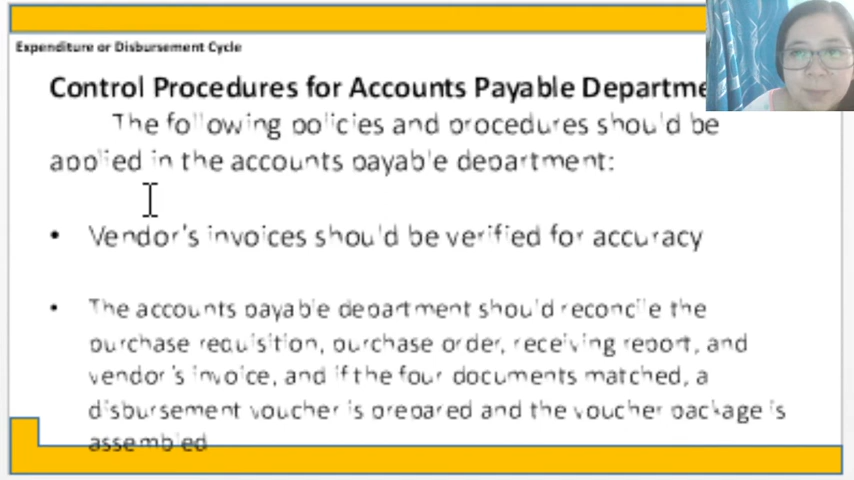 Expenditure or Disbursement Cycle
Control Procedures for Accounts Payable
The following policies and procedures should be
applied in the accounts payable department:
• Vendor's invoices should be verified for accuracy
• The accounts payable department should reconcile the
purchase requisition, purchase order, receiving report, and
vendor's invoice, and if the four documents matched, a
disbursement voucher is prepared and the voucher package is
assembled